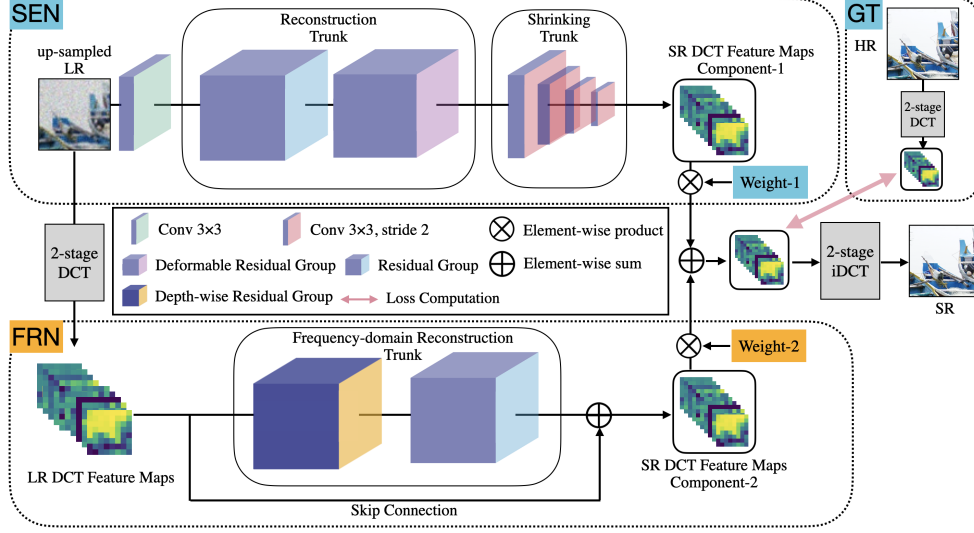 SEN
up-sampled
LR
Reconstruction
Trunk
Shrinking
Trunk
SR DCT Feature Maps
Component-1
Weight-1
GT
HR
2-stage
DCT
2-stage
DCT
Conv 3×3
Conv 3×3, stride 2
Element-wise product
Deformable Residual Group
Residual Group
Element-wise sum
Depth-wise Residual Group
Loss Computation
2-stage
iDCT
SR
FRN
Frequency-domain Reconstruction
Trunk
Weight-2
LR DCT Feature Maps
SR DCT Feature Maps
Component-2
Skip Connection